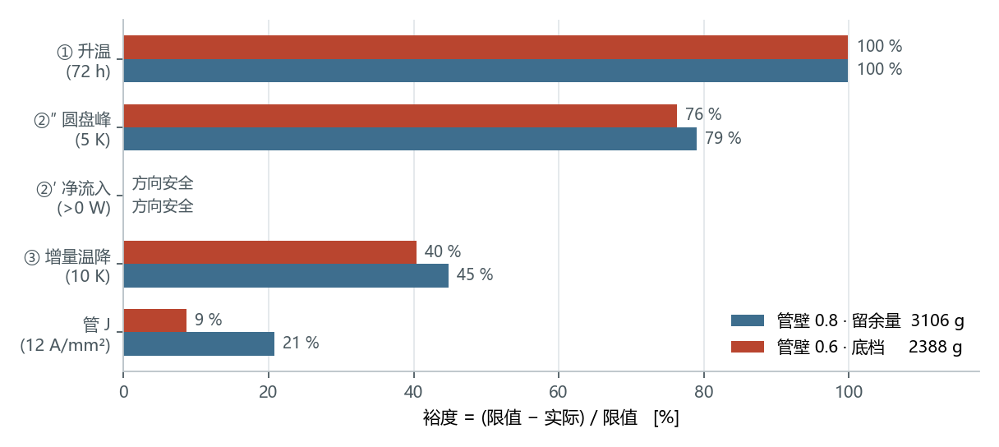 ① 升温
(72 h)
100 %
100 %
②″ 圆盘峰
(5 K)
76 %
79 %
②′ 净流入
(>0 W)
方向安全
方向安全
③ 增量温降
(10 K)
40 %
45 %
管 J
(12 A/mm²)
9 %
21 %
管壁 0.8 · 留余量 3106 g
管壁 0.6 · 底档 2388 g
0 20 40 60 80 100
裕度 = (限值 − 实际) / 限值 [%]